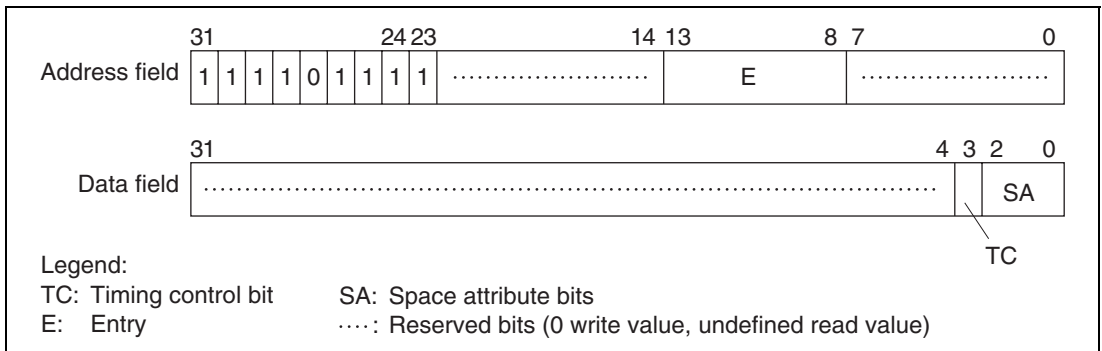 31 24 23 14 13 8 7 0
Address field 1 1 1 1 0 1 1 1 1 ........................ E ........................
31 4 3 2 0
Data field ................................................................................ SA
TC
Legend:
TC: Timing control bit SA: Space attribute bits
E: Entry ····: Reserved bits (0 write value, undefined read value)